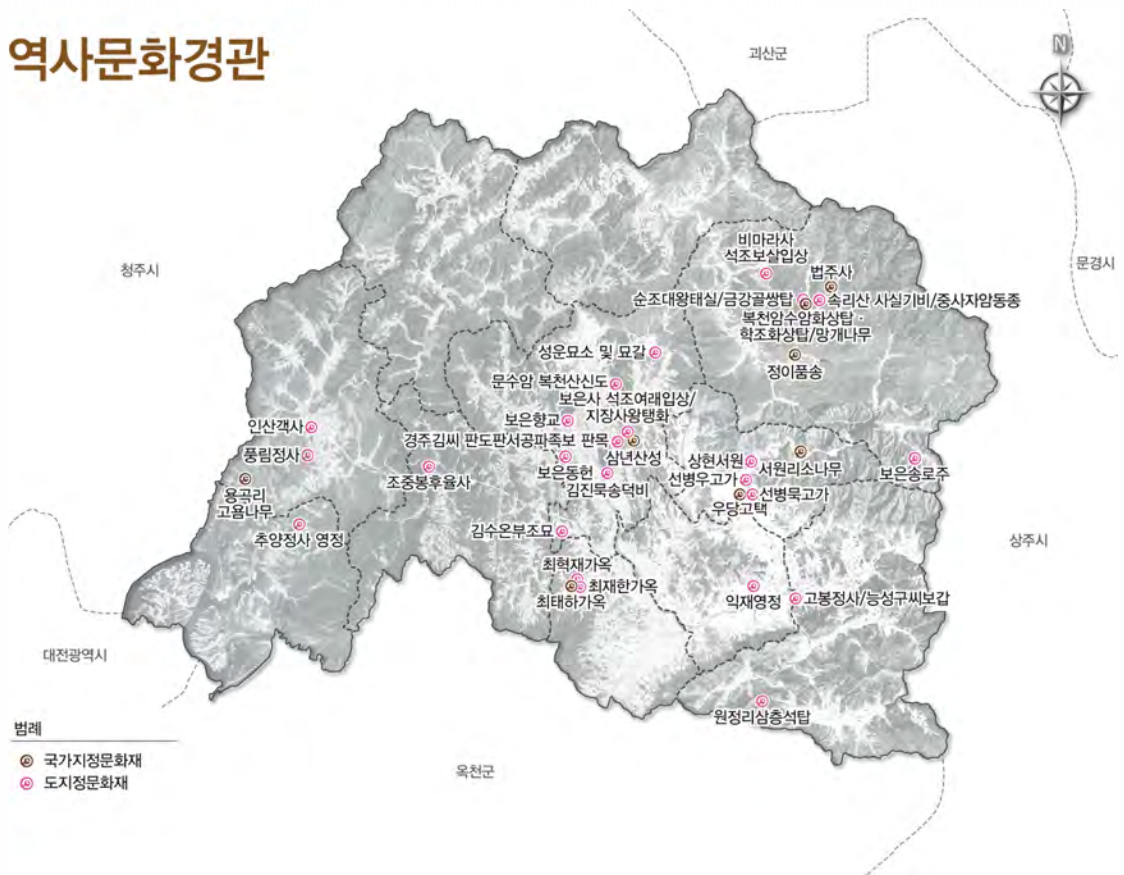 역사문화경관
괴산군
N
청주시
문경시
비마라사
석조보살입상
법주사
순조대왕태실/금강골쌍탑
속리산 사실기비/중사자암동종
복천암수암화상탑·
학조화상탑/망개나무
정이품송
성운묘소 및 묘갈
문수암 복천산신도
보은사 석조여래입상/
지장시왕탱화
보은향교
경주김씨 판도판서공파족보 판목
삼년산성
보은동헌
김진묵송덕비
인산객사
풍림정사
용곡리
고욤나무
조중봉후율사
추양정사 영정
상현서원
서원리소나무
보은송로주
선병우고가
선병묵고가
우당고택
김수온부조묘
최혁재가옥
최재한가옥
최태하가옥
익재영정
고봉정사/능성구씨보갑
상주시
원정리삼층석탑
대전광역시
옥천군
범례
국가지정문화재
도지정문화재